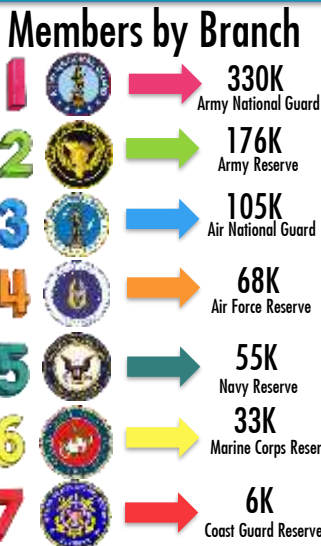 Members by Branch
1
330K
Army National Guard
2
176K
Army Reserve
3
105K
Air National Guard
4
68K
Air Force Reserve
5
55K
Navy Reserve
6
33K
Marine Corps Reser
7
6K
Coast Guard Reserve